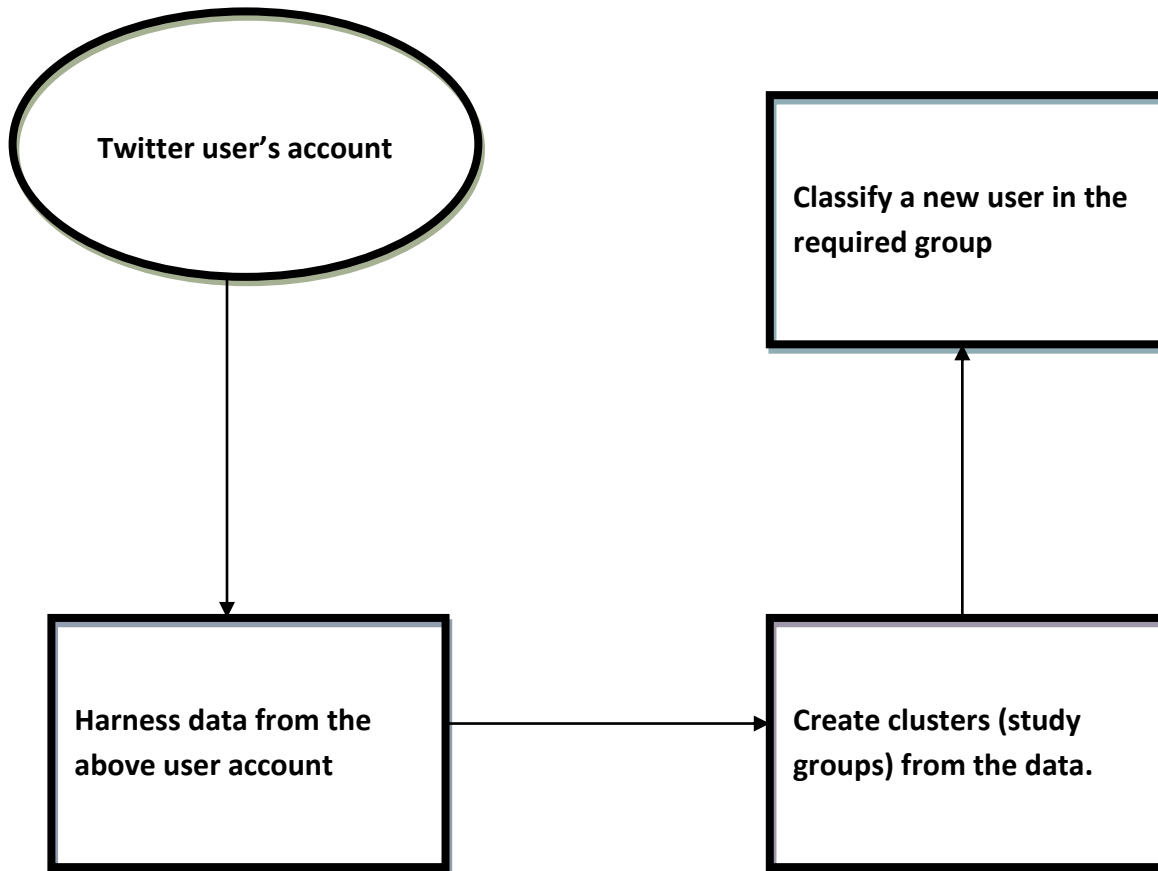 Twitter user’s account
Harness data from the
above user account
Create clusters (study
groups) from the data.
Classify a new user in the
required group